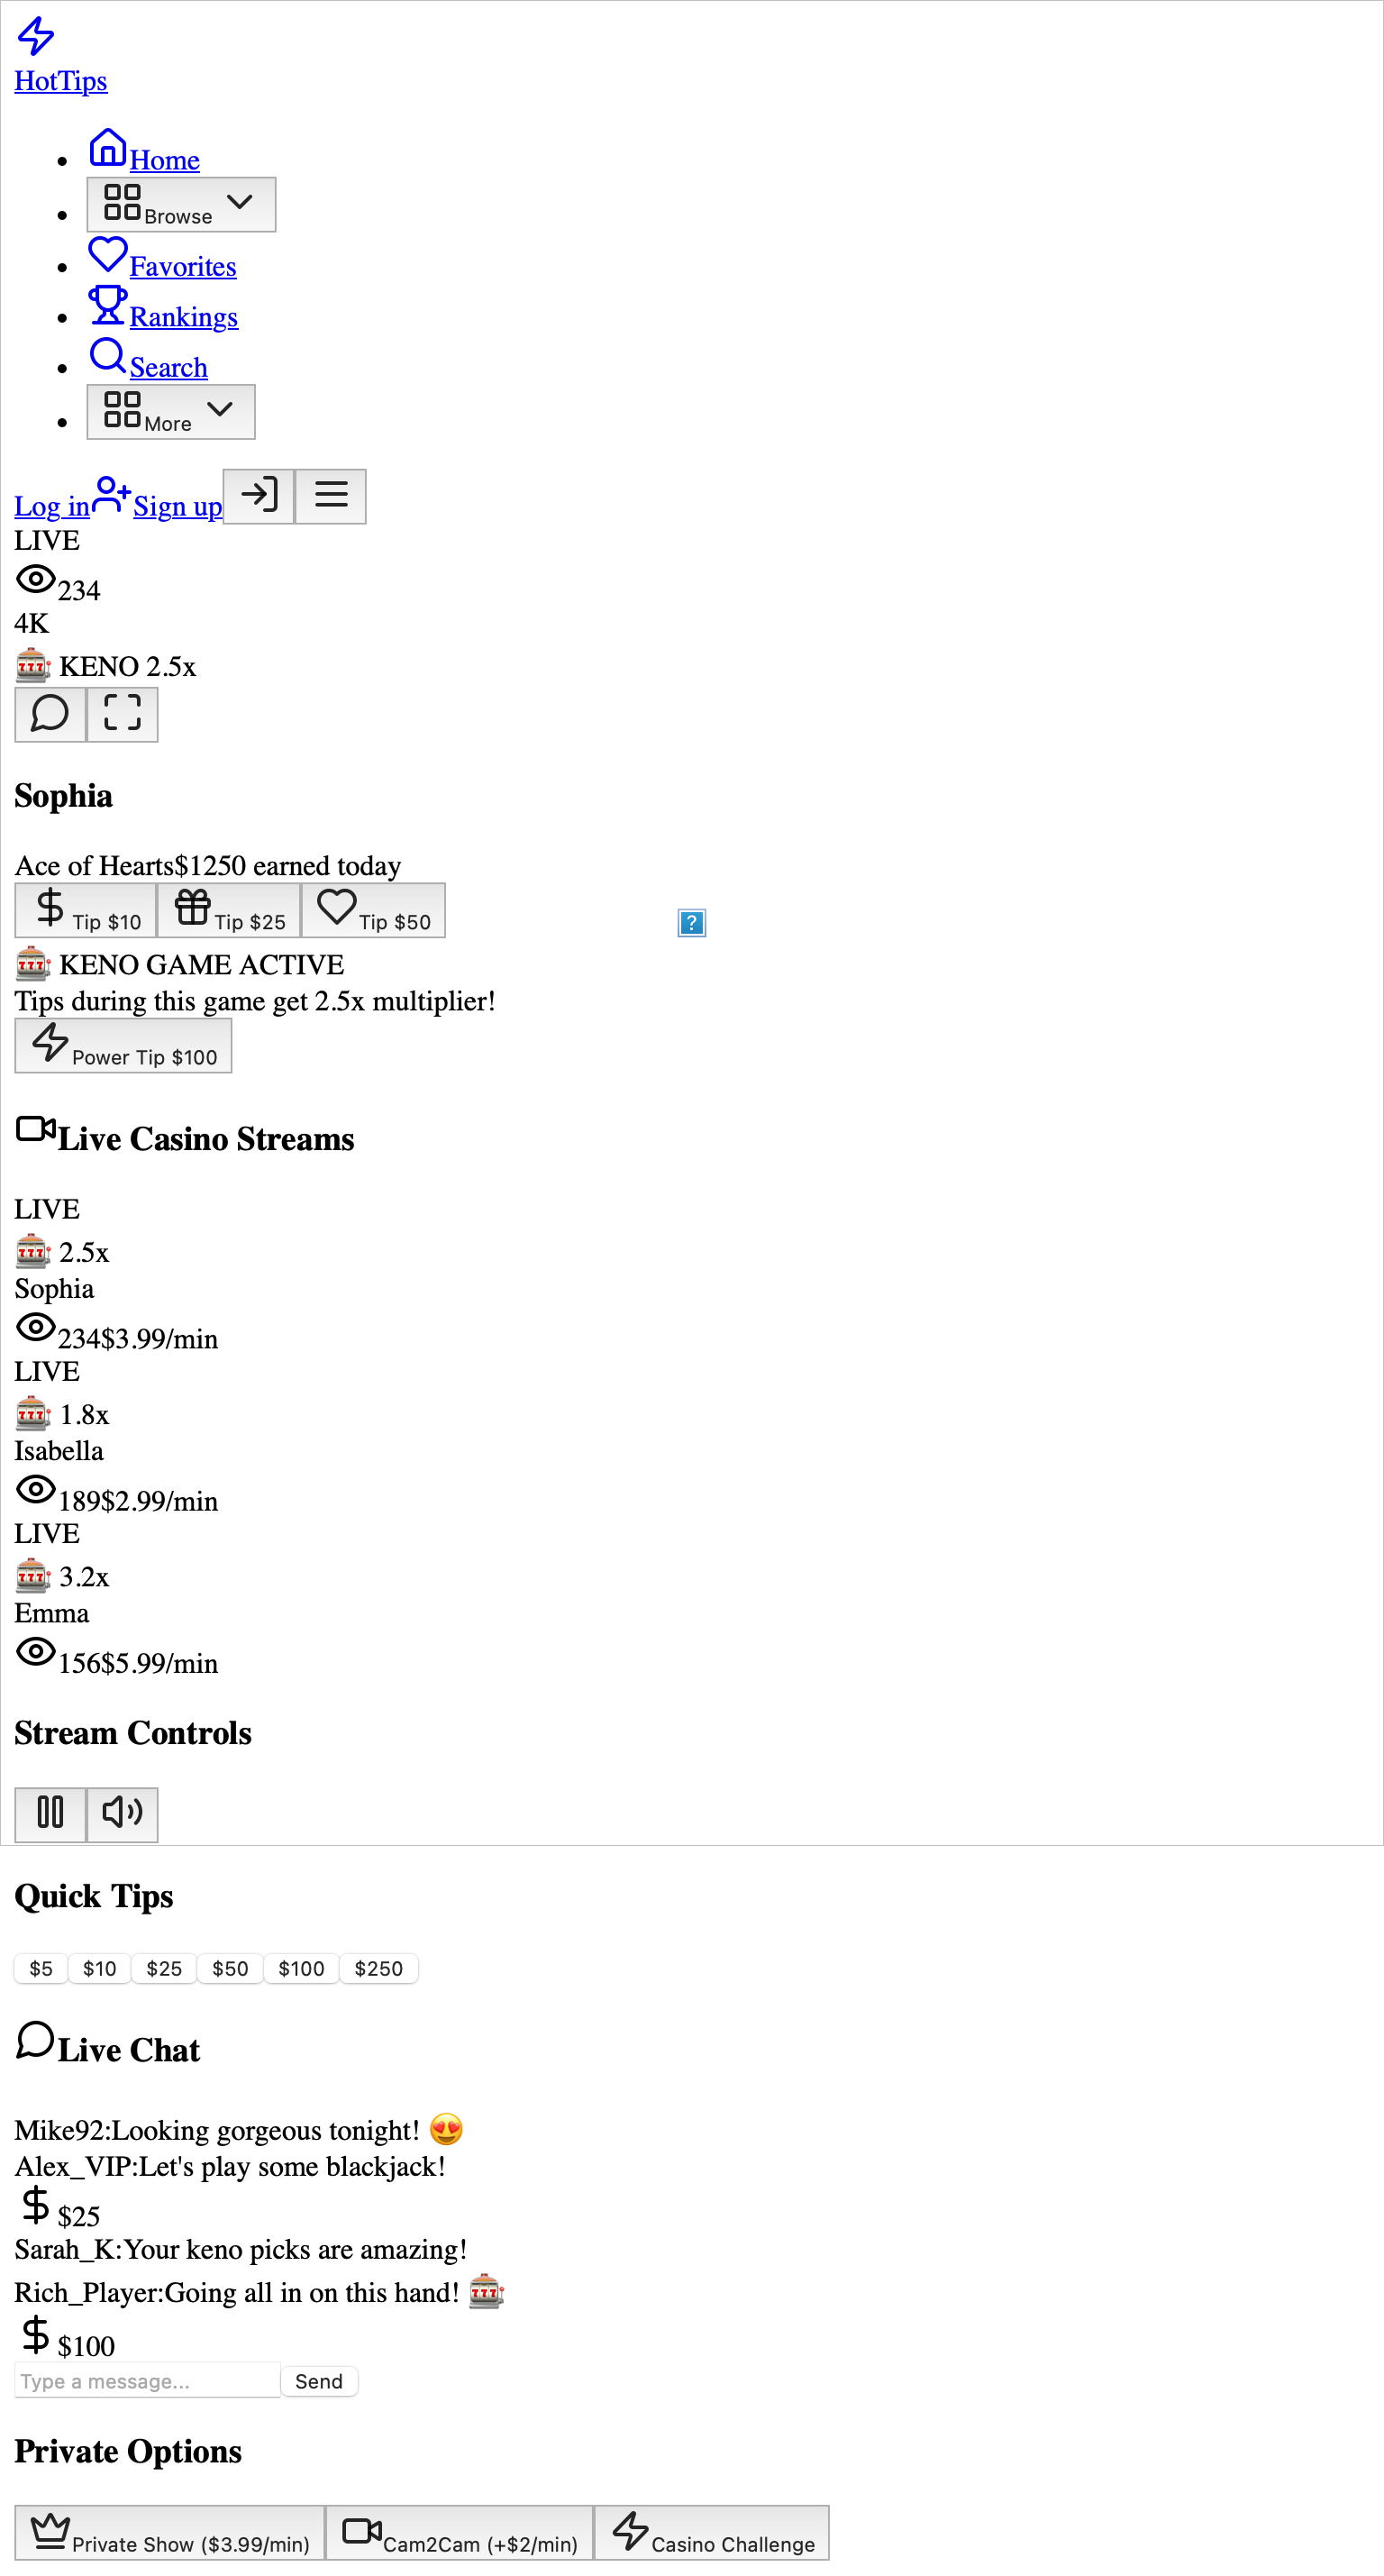 HotTips
Home
Browse
Favorites
Rankings
Search
More
Log in Sign up
LIVE
234
4K
🎰 KENO 2.5x
Sophia
Ace of Hearts$1250 earned today
Tip $10 Tip $25 Tip $50
?
🎰 KENO GAME ACTIVE
Tips during this game get 2.5x multiplier!
Power Tip $100
Live Casino Streams
LIVE
🎰 2.5x
Sophia
234$3.99/min
LIVE
🎰 1.8x
Isabella
189$2.99/min
LIVE
🎰 3.2x
Emma
156$5.99/min
Stream Controls
Quick Tips
$5 $10 $25 $50 $100 $250
Live Chat
Mike92:Looking gorgeous tonight! 😍
Alex_VIP:Let's play some blackjack!
$25
Sarah_K:Your keno picks are amazing!
Rich_Player:Going all in on this hand! 🎰
$100
Type a message... Send
Private Options
Private Show ($3.99/min) Cam2Cam (+$2/min) Casino Challenge